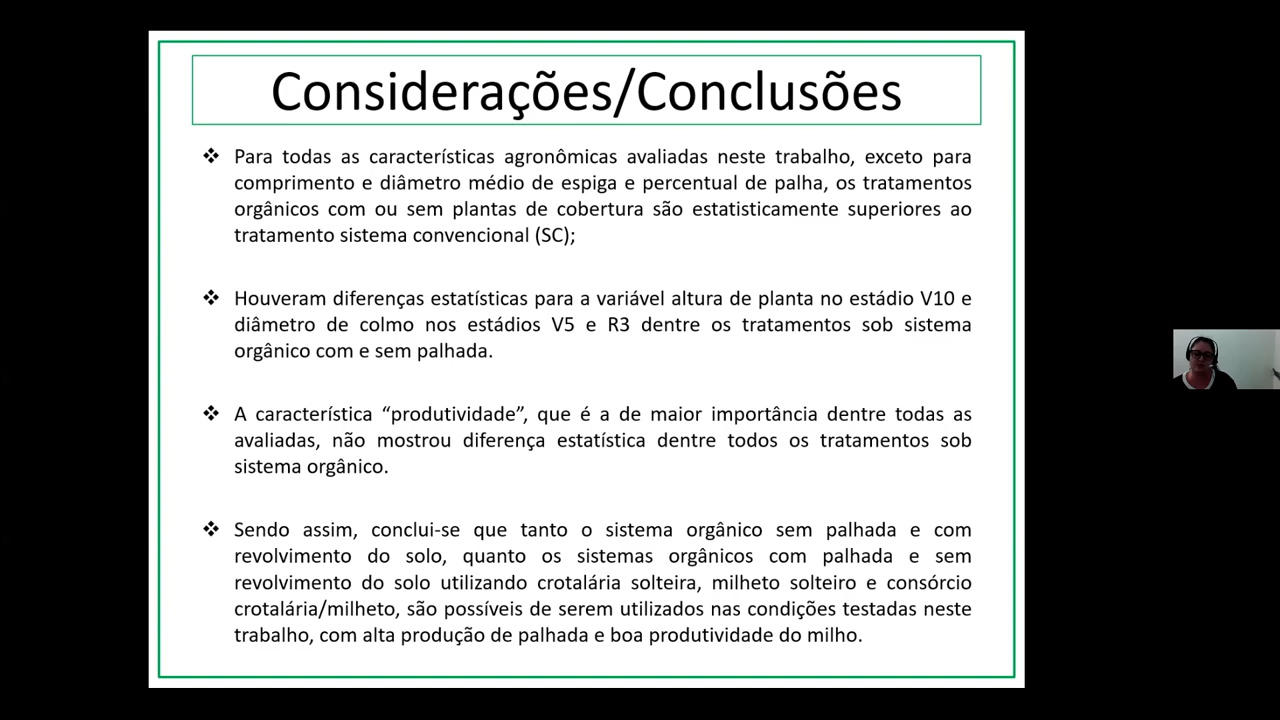 Considerações/Conclusões
❖ Para todas as características agronômicas avaliadas neste trabalho, exceto para
comprimento e diâmetro médio de espiga e percentual de palha, os tratamentos
orgânicos com ou sem plantas de cobertura são estatisticamente superiores ao
tratamento sistema convencional (SC);
❖ Houveram diferenças estatísticas para a variável altura de planta no estádio V10 e
diâmetro de colmo nos estádios V5 e R3 dentre os tratamentos sob sistema
orgânico com e sem palhada.
❖ A característica “produtividade”, que é a de maior importância dentre todas as
avaliadas, não mostrou diferença estatística dentre todos os tratamentos sob
sistema orgânico.
❖ Sendo assim, conclui-se que tanto o sistema orgânico sem palhada e com
revolvimento do solo, quanto os sistemas orgânicos com palhada e sem
revolvimento do solo utilizando crotalária solteira, milheto solteiro e consórcio
crotalária/milheto, são possíveis de serem utilizados nas condições testadas neste
trabalho, com alta produção de palhada e boa produtividade do milho.